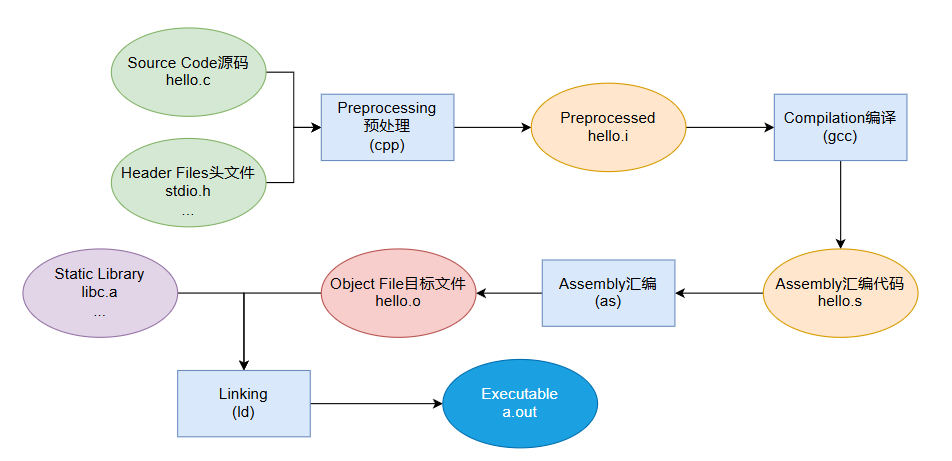 Source Code源码
hello.c
Header Files头文件
stdio.h
...
Preprocessing
预处理
(cpp)
Preprocessed
hello.i
Compilation编译
(gcc)
Assembly汇编代码
hello.s
Assembly汇编
(as)
Object File目标文件
hello.o
Static Library
libc.a
...
Linking
(ld)
Executable
a.out